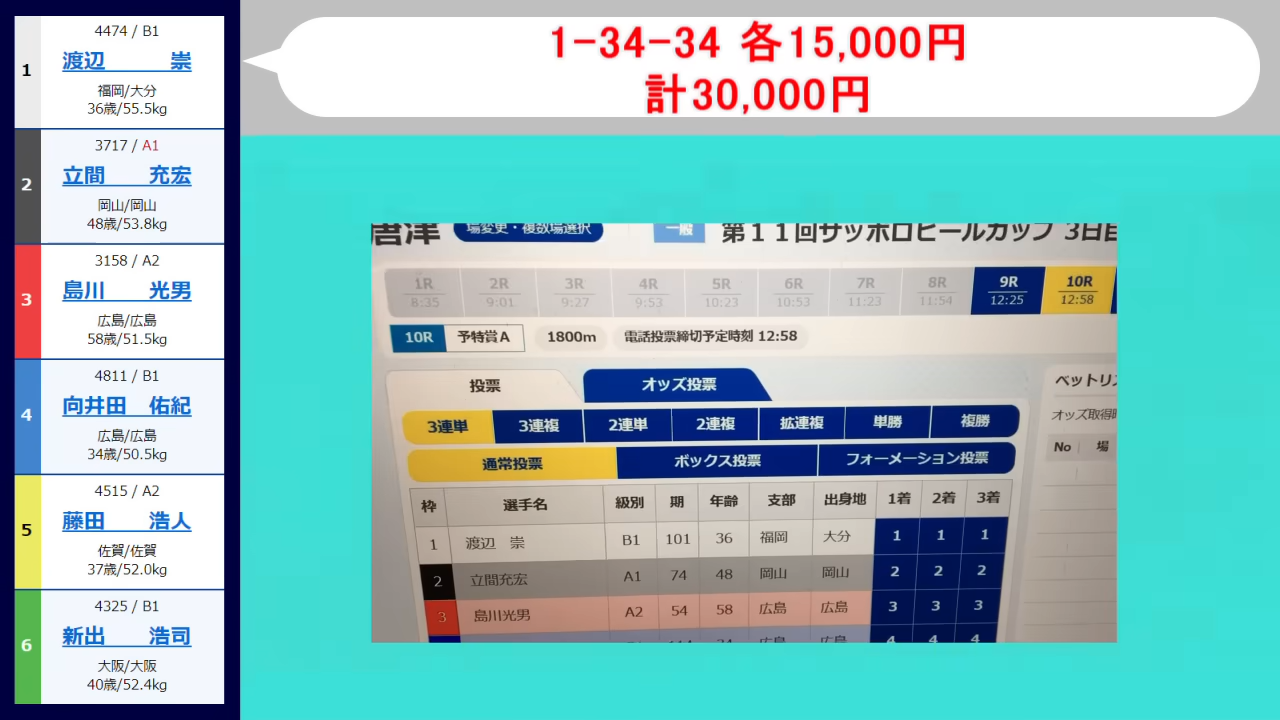 4474 / B1
1
渡辺 崇
福岡/大分
36歳/55.5kg
3717 / A1
2
立間 充宏
岡山/岡山
48歳/53.8kg
3158 / A2
3
島川 光男
広島/広島
58歳/51.5kg
4811 / B1
4
向井田 佑紀
広島/広島
34歳/50.5kg
4515 / A2
5
藤田 浩人
佐賀/佐賀
37歳/52.0kg
4325 / B1
6
新出 浩司
大阪/大阪
40歳/52.4kg
1-34-34 各15,000円
計30,000円
唐津 場変更・複数場選択 一般 第11回サッポロビールカップ 3日目
1R 2R 3R 4R 5R 6R 7R 8R 9R 10R
8:35 9:01 9:27 9:53 10:23 10:53 11:23 11:54 12:25 12:58
10R 予特賞A 1800m 電話投票締切予定時刻 12:58
投票 オッズ投票 ベットリス
3連単 3連複 2連単 2連複 拡連複 単勝 複勝 オッズ取得時
通常投票 ボックス投票 フォーメーション投票 No 場
枠 選手名 級別 期 年齢 支部 出身地 1着 2着 3着
1 渡辺 崇 B1 101 36 福岡 大分 1 1 1
2 立間充宏 A1 74 48 岡山 岡山 2 2 2
3 島川光男 A2 54 58 広島 広島 3 3 3
4 4 4